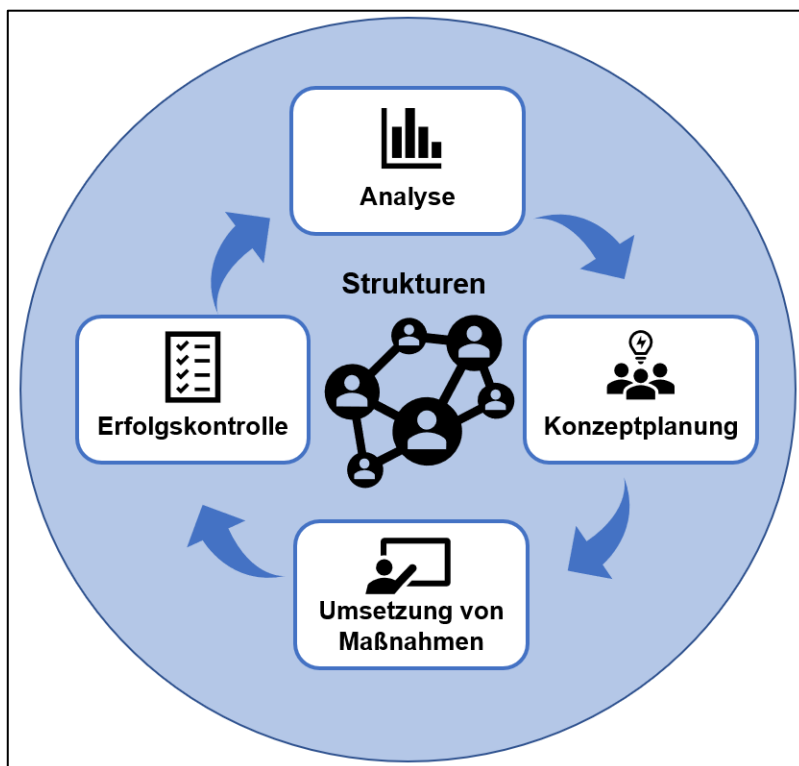 Analyse
Strukturen
Erfolgskontrolle
Konzeptplanung
Umsetzung von
Maßnahmen